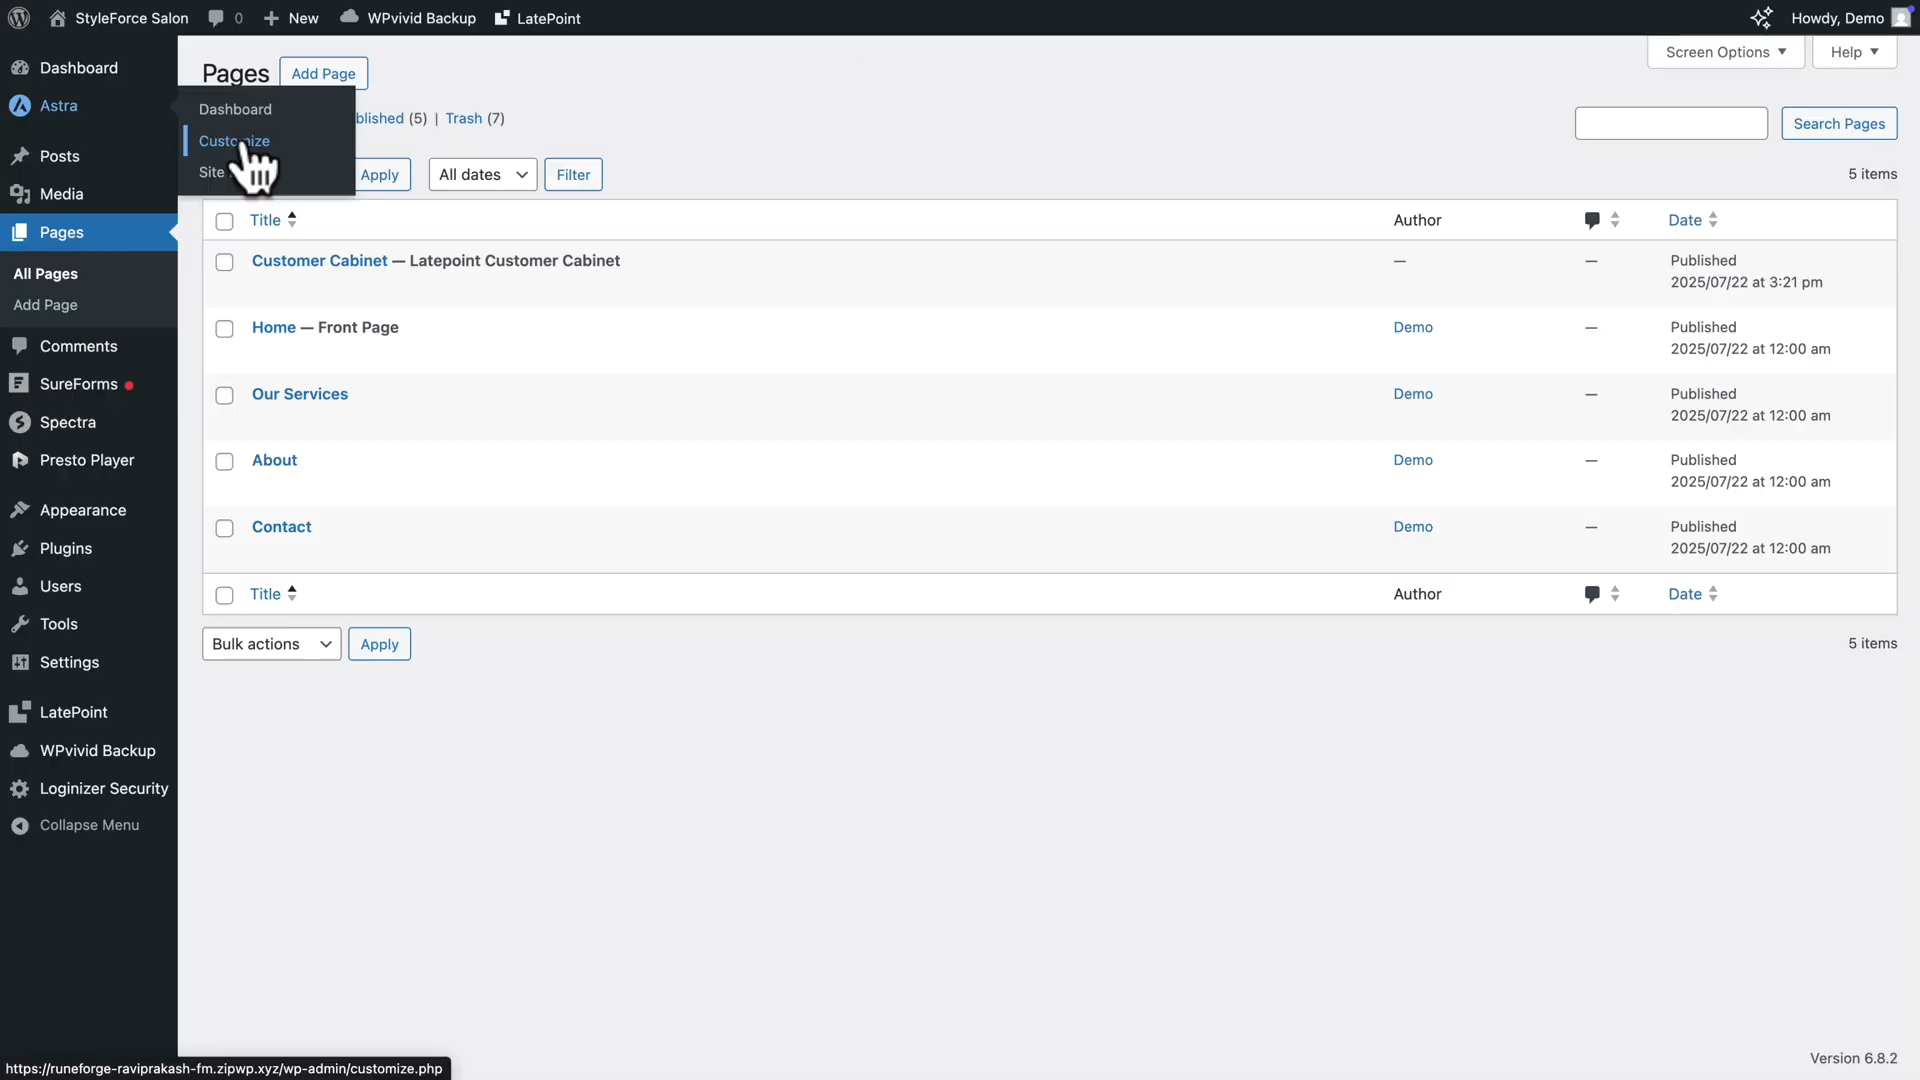 StyleForce Salon
0
New
WPvivid Backup
LatePoint
Howdy, Demo
Dashboard
Astra
Posts
Media
Pages
All Pages
Add Page
Comments
SureForms
Spectra
Presto Player
Appearance
Plugins
Users
Tools
Settings
LatePoint
WPvivid Backup
Loginizer Security
Collapse Menu
Dashboard
Customize
Site
Pages
Add Page
Screen Options
Help
blished (5) | Trash (7)
Search Pages
Apply
All dates
Filter
5 items
Title
Author
Date
Customer Cabinet — Latepoint Customer Cabinet
—
—
Published
2025/07/22 at 3:21 pm
Home — Front Page
Demo
—
Published
2025/07/22 at 12:00 am
Our Services
Demo
—
Published
2025/07/22 at 12:00 am
About
Demo
—
Published
2025/07/22 at 12:00 am
Contact
Demo
—
Published
2025/07/22 at 12:00 am
Title
Author
Date
Bulk actions
Apply
5 items
Version 6.8.2
https://runeforge-raviprakash-fm.zipwp.xyz/wp-admin/customize.php